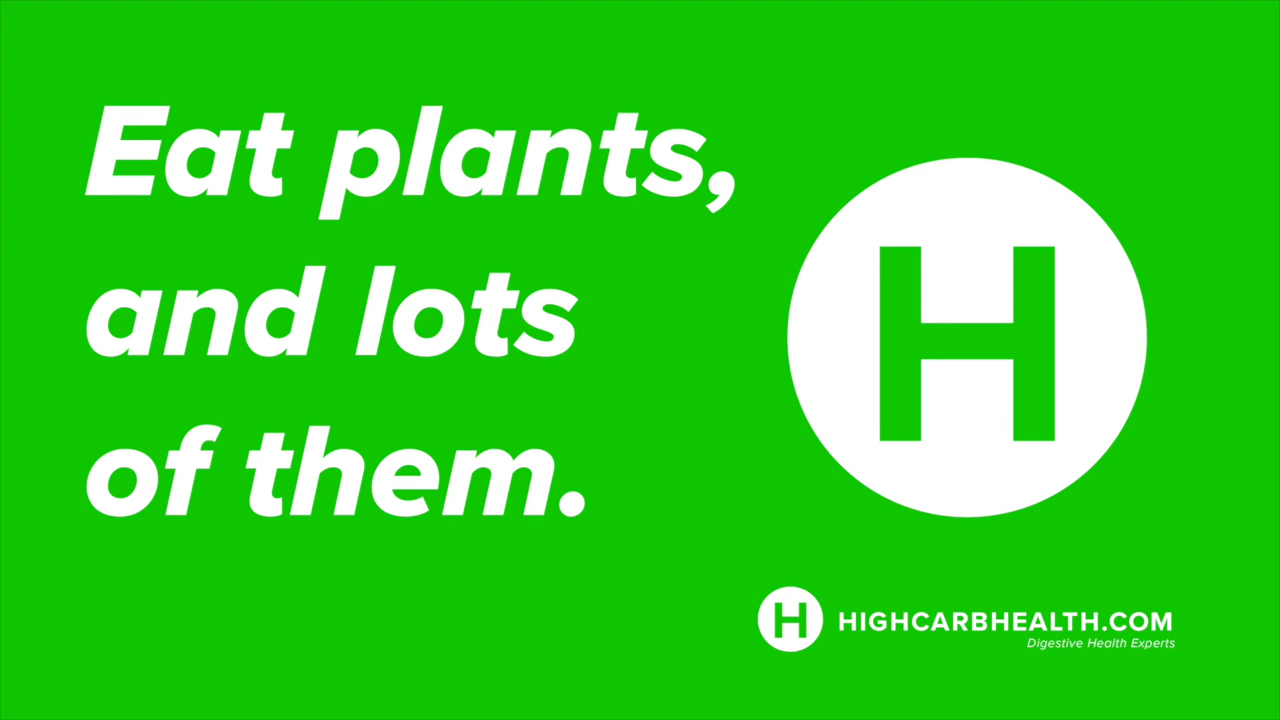 Eat plants,
and lots
of them.
H
H HIGHCARBHEALTH.COM
Digestive Health Experts